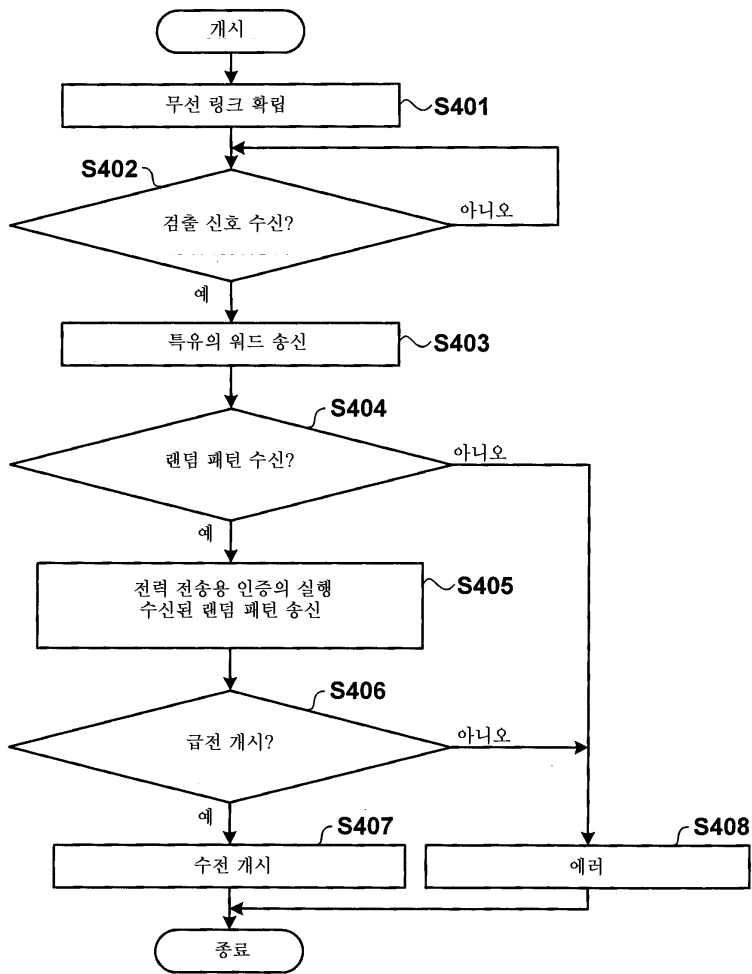 개시
무선 링크 확립
S401
S402
검출 신호 수신?
아니오
예
특유의 워드 송신
S403
S404
랜덤 패턴 수신?
아니오
예
전력 전송용 인증의 실행
수신된 랜덤 패턴 송신
S405
S406
급전 개시?
아니오
예
S407
수전 개시
S408
에러
종료